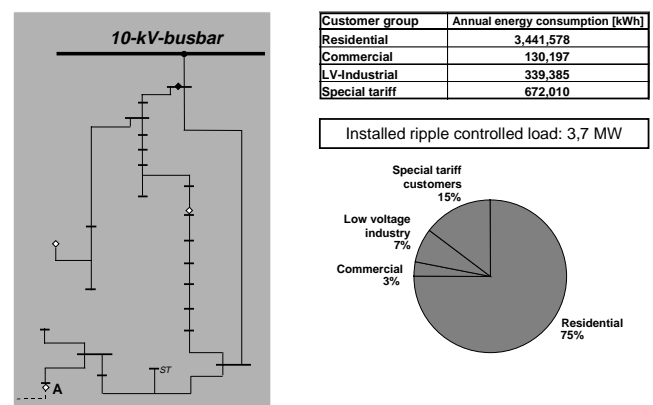 10-kV-busbar
ST
A
Customer group Annual energy consumption [kWh]
Residential 3,441,578
Commercial 130,197
LV-Industrial 339,385
Special tariff 672,010
Installed ripple controlled load: 3,7 MW
Special tariff
customers
15%
Low voltage
industry
7%
Commercial
3%
Residential
75%